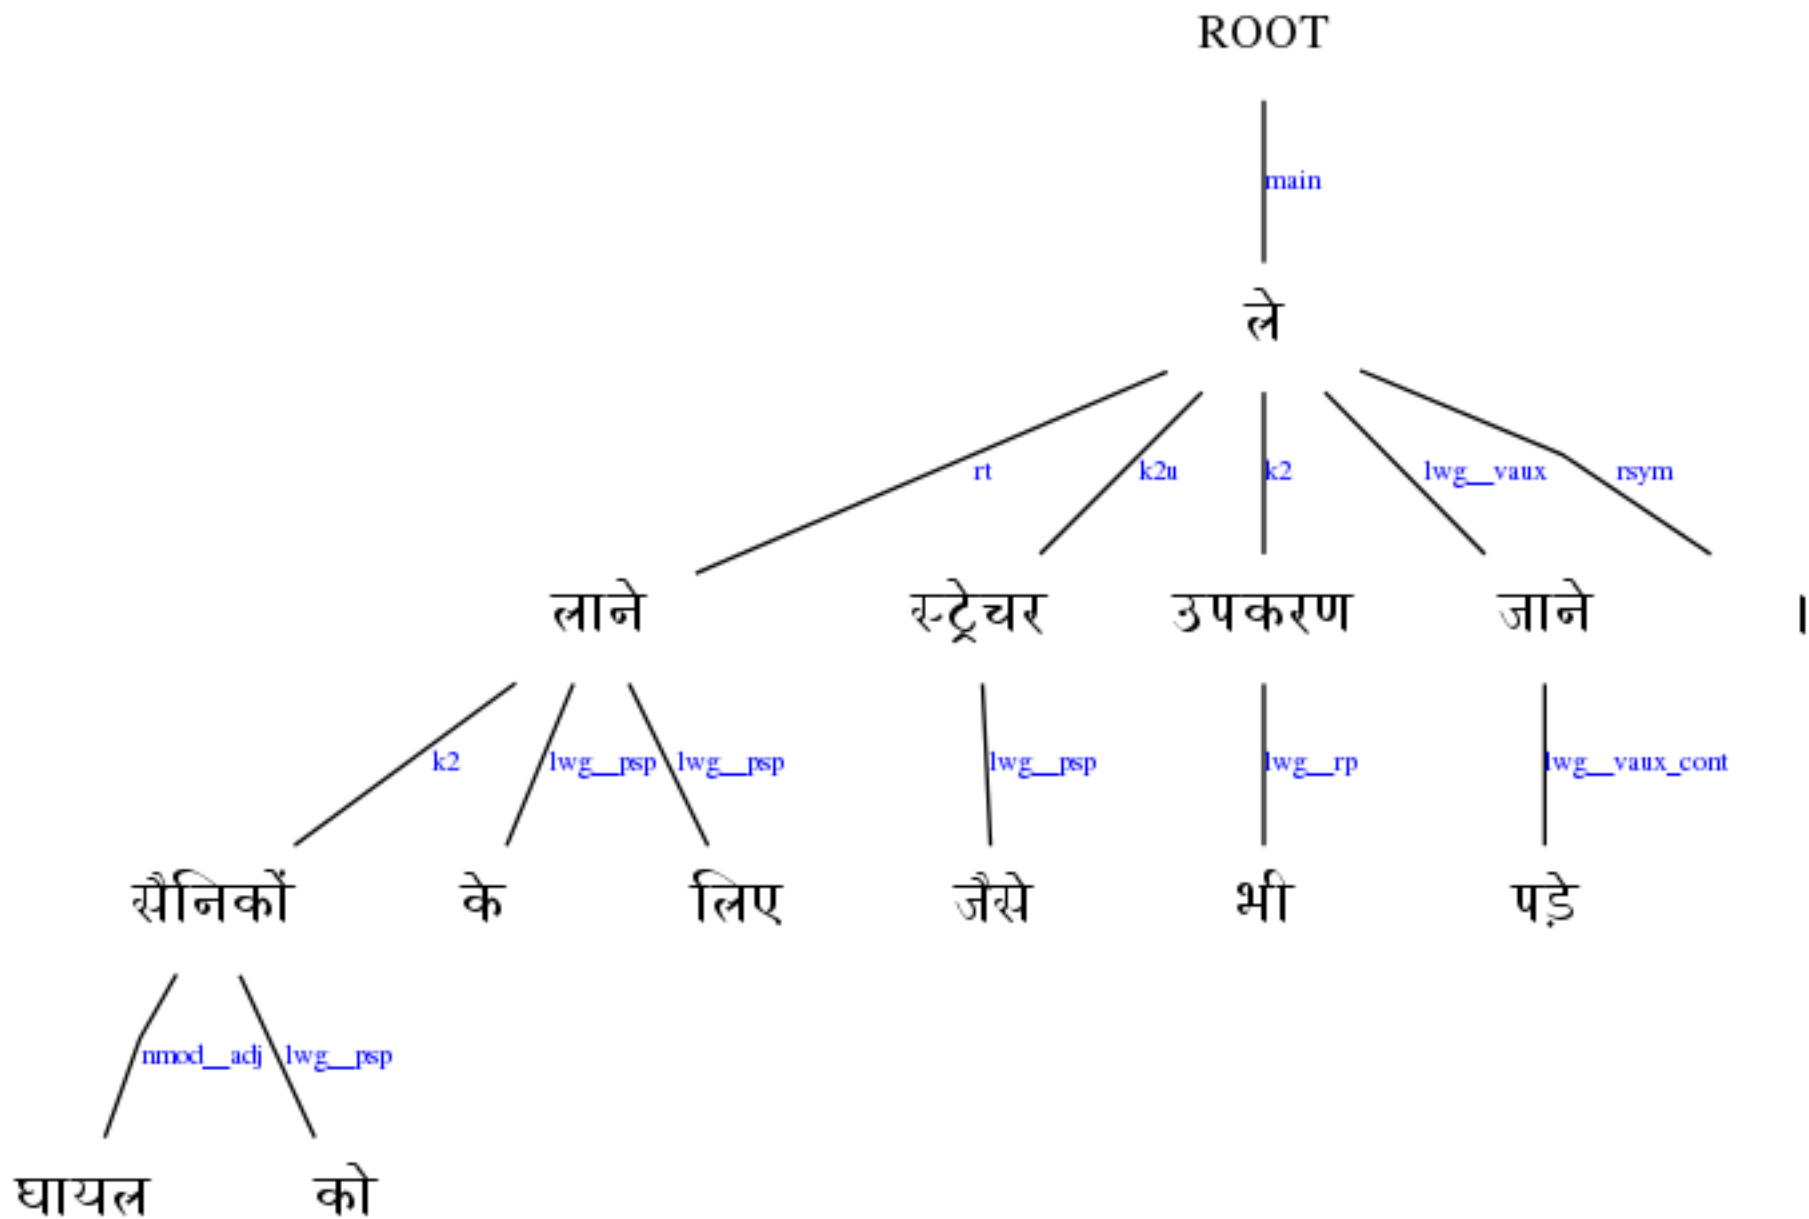 ROOT
main
ले
rt k2u k2 lwg__vaux rsym
लाने स्ट्रेचर उपकरण जाने ।
k2 lwg__psp lwg__psp lwg__psp lwg__rp lwg__vaux_cont
सैनिकों के लिए जैसे भी पड़े
nmod__adj lwg__psp
घायल को